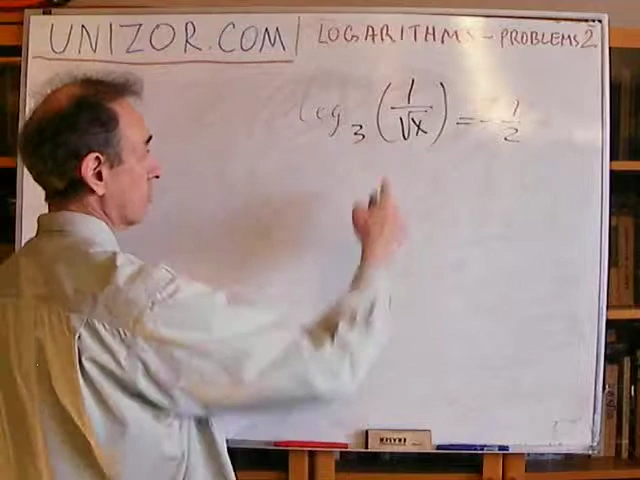 UNIZOR.COM | LOGARITHMS - PROBLEMS 2
log₃(1/√x) = -1/2